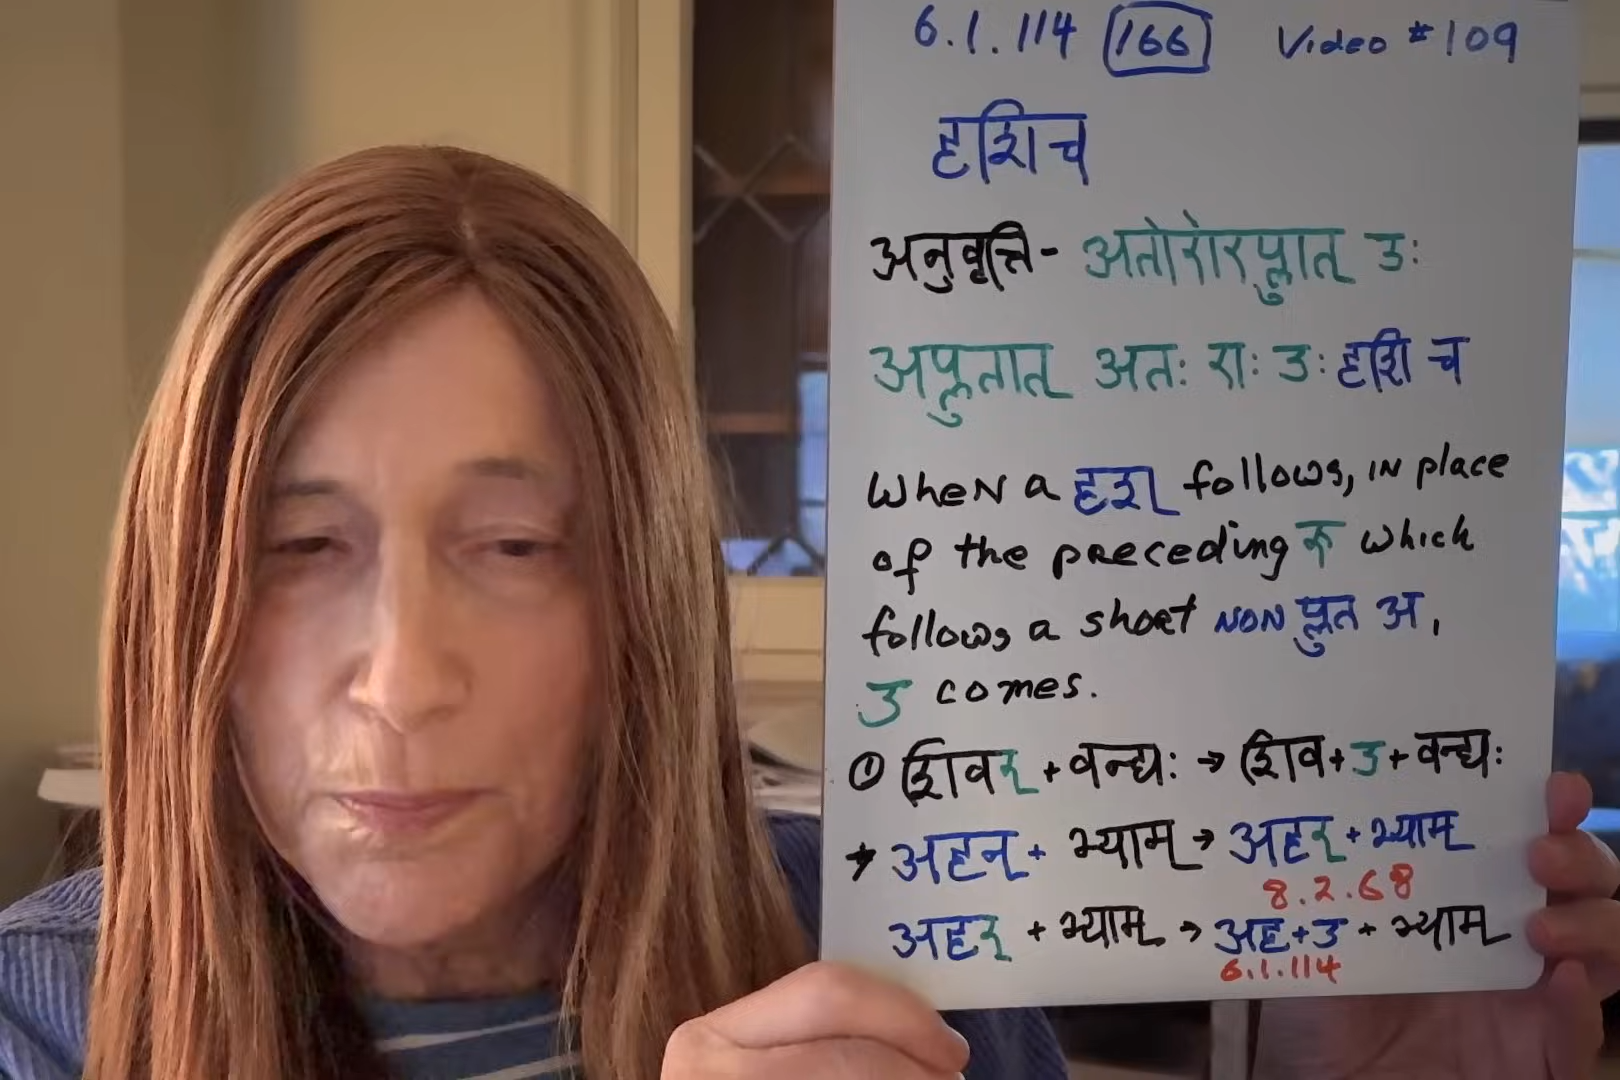 6.1.114 166 Video #109
हशि च
अनुवृत्ति- अतोरोरप्लुतात् उः
अप्लुतात् अतः रोः उः हशि च
When a हश् follows, in place
of the preceding रु which
follows a short non प्लुत अ,
उ comes.
① शिवर् + वन्द्यः → शिव+उ+वन्द्यः
→ अहन् + भ्याम् → अहर् + भ्याम्
8.2.68
अहर् + भ्याम् → अह+उ + भ्याम्
6.1.114